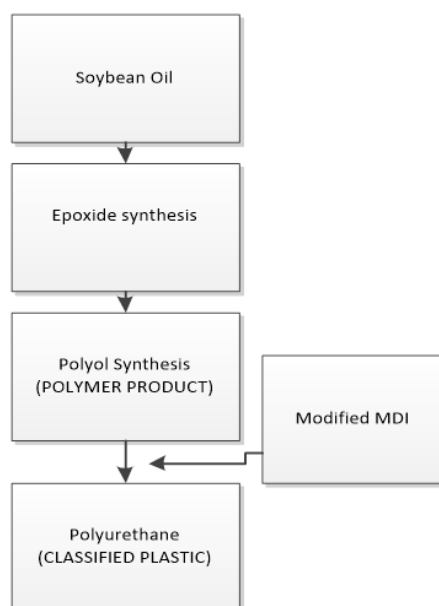 Soybean Oil
Epoxide synthesis
Polyol Synthesis
(POLYMER PRODUCT)
Modified MDI
Polyurethane
(CLASSIFIED PLASTIC)